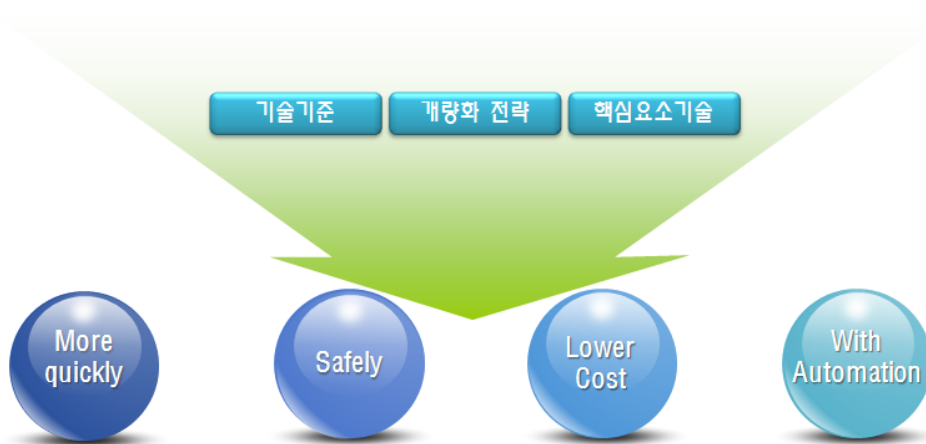 기술기준
개량화 전략
핵심요소기술
More
quickly
Safely
Lower
Cost
With
Automation